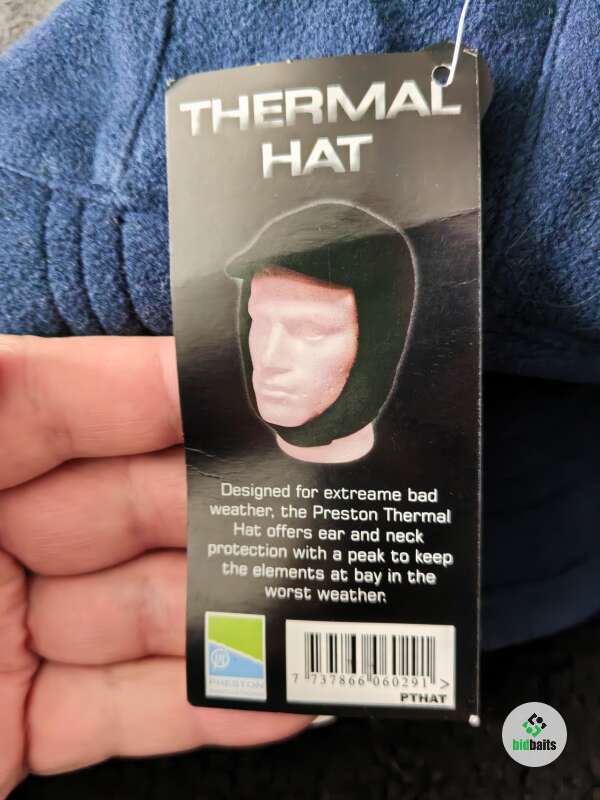 THERMAL
HAT
Designed for extreame bad
weather, the Preston Thermal
Hat offers ear and neck
protection with a peak to keep
the elements at bay in the
worst weather.
PRESTON
7 737866 060291 >
PTHAT
bidbaits